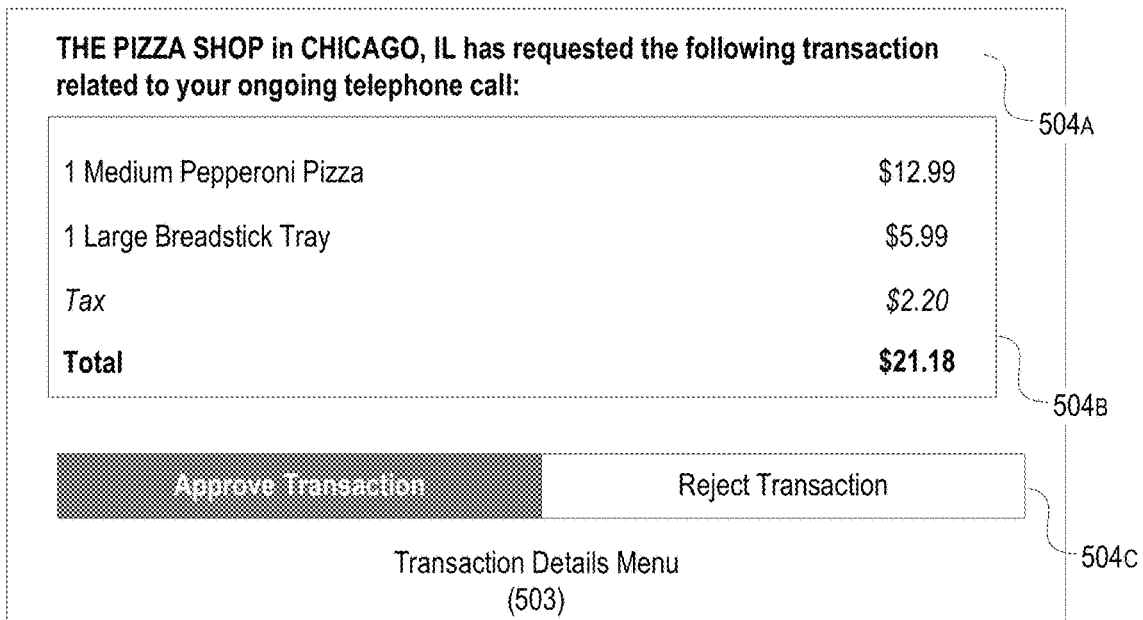 THE PIZZA SHOP in CHICAGO, IL has requested the following transaction
related to your ongoing telephone call:
504A
1 Medium Pepperoni Pizza $12.99
1 Large Breadstick Tray $5.99
Tax $2.20
Total $21.18
504B
Approve Transaction Reject Transaction
504C
Transaction Details Menu
(503)